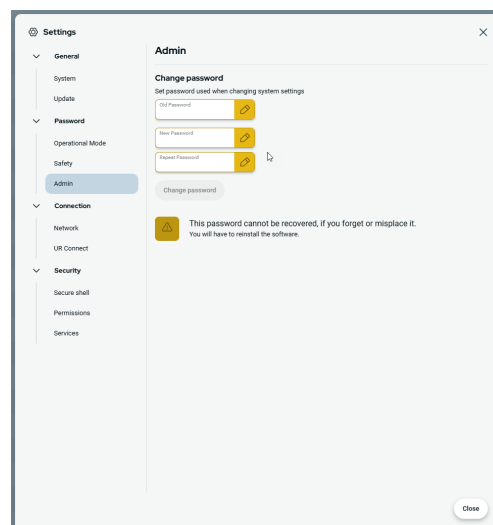 Settings
General
System
Update
Password
Operational Mode
Safety
Admin
Connection
Network
UR Connect
Security
Secure shell
Permissions
Services
Admin
Change password
Set password used when changing system settings
Old Password
New Password
Repeat Password
Change password
This password cannot be recovered, if you forget or misplace it.
You will have to reinstall the software.
Close